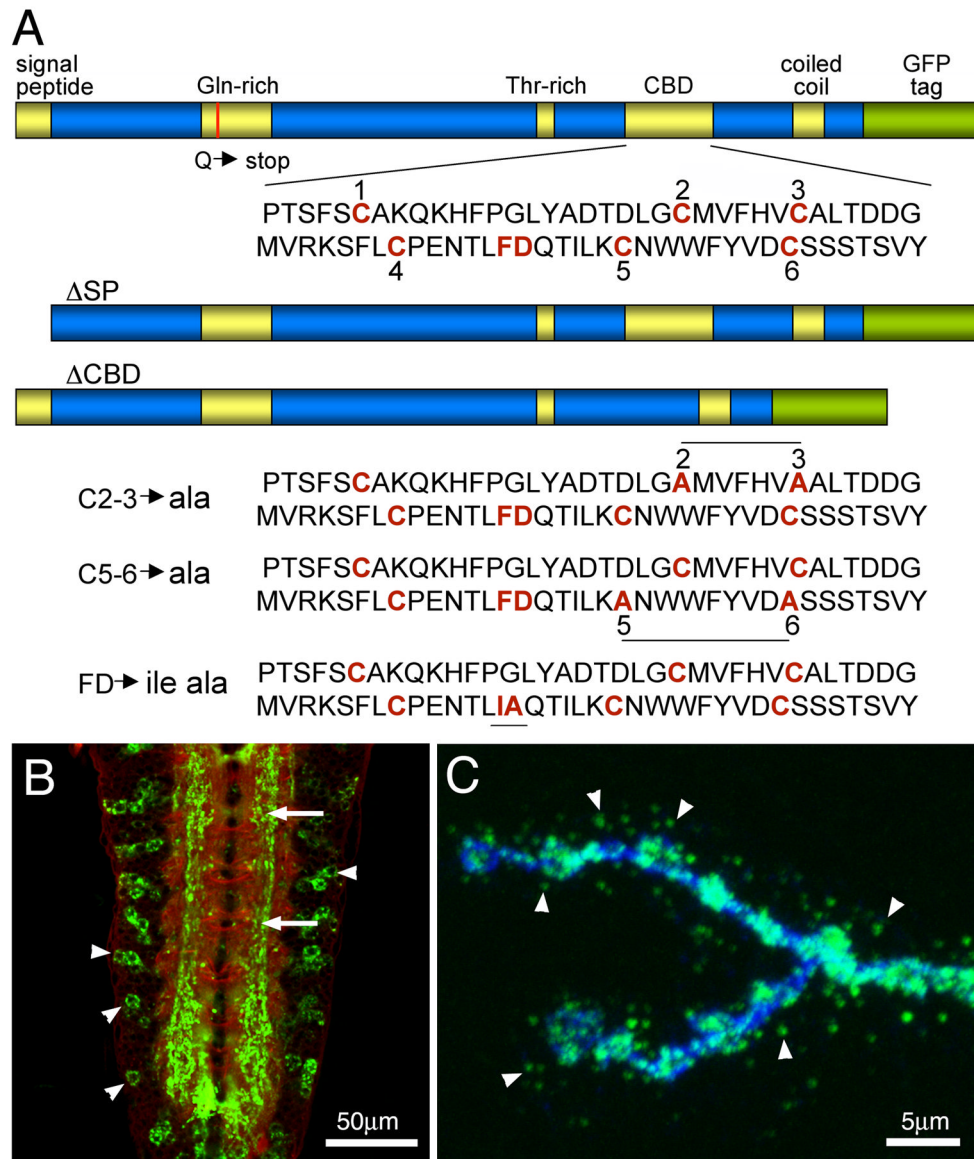 A
signal peptide
Gln-rich
Thr-rich
CBD
coiled coil
GFP tag
Q→ stop
1 2 3
PTSFSCAKQKHFPGLYADTDLGCMVFHVCALTDDG
MVRKSFLCPENTLFDQTILKCNWWFYVDCSSSTSVY
4 5 6
ΔSP
ΔCBD
2 3
C2-3→ala
PTSFSCAKQKHFPGLYADTDLGAMVFHVAALTDDG
MVRKSFLCPENTLFDQTILKCNWWFYVDCSSSTSVY
C5-6→ala
PTSFSCAKQKHFPGLYADTDLGCMVFHVCALTDDG
MVRKSFLCPENTLFDQTILKANWWFYVDASSSTSVY
5 6
FD→ ile ala
PTSFSCAKQKHFPGLYADTDLGCMVFHVCALTDDG
MVRKSFLCPENTLIAQTILKCNWWFYVDCSSSTSVY
B
50μm
C
5μm